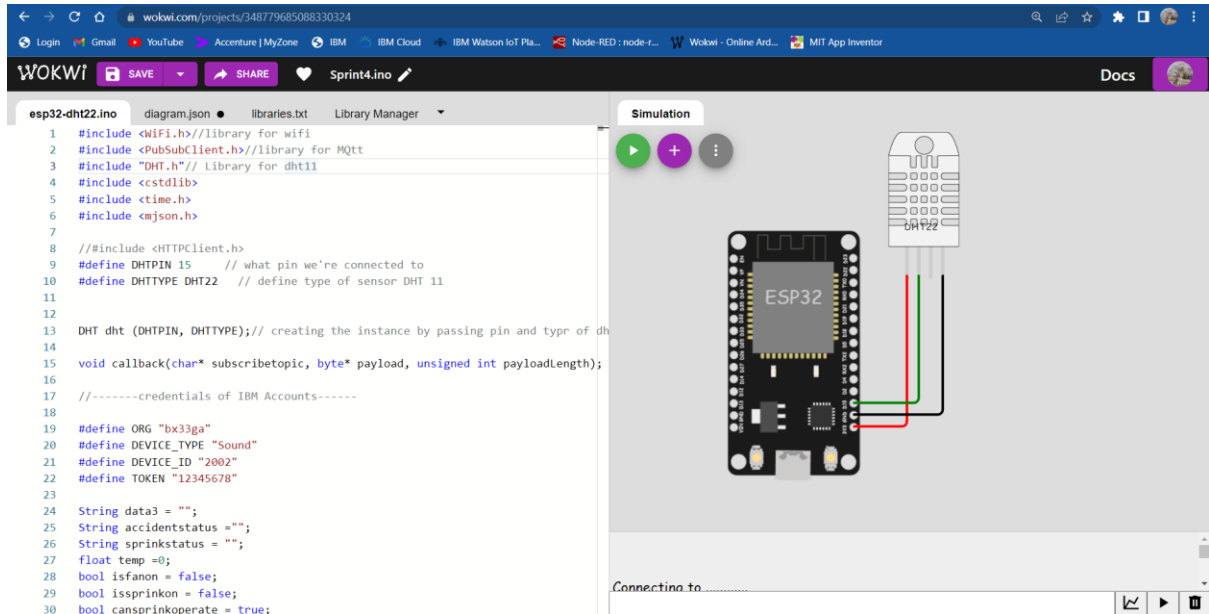 wokwi.com/projects/348779685088330324
Login Gmail YouTube Accenture | MyZone IBM IBM Cloud IBM Watson IoT Pla... Node-RED : node-r... Wokwi - Online Ard... MIT App Inventor
WOKWI SAVE SHARE Sprint4.ino Docs
esp32-dht22.ino diagram.json libraries.txt Library Manager
Simulation
1 #include <WiFi.h>//library for wifi
2 #include <PubSubClient.h>//library for MQtt
3 #include "DHT.h"// Library for dht11
4 #include <cstdlib>
5 #include <time.h>
6 #include <mjson.h>
7
8 //#include <HTTPClient.h>
9 #define DHTPIN 15 // what pin we're connected to
10 #define DHTTYPE DHT22 // define type of sensor DHT 11
11
12
13 DHT dht (DHTPIN, DHTTYPE);// creating the instance by passing pin and typr of dh
14
15 void callback(char* subscribetopic, byte* payload, unsigned int payloadLength);
16
17 //-------credentials of IBM Accounts------
18
19 #define ORG "bx33ga"
20 #define DEVICE_TYPE "Sound"
21 #define DEVICE_ID "2002"
22 #define TOKEN "12345678"
23
24 String data3 = "";
25 String accidentstatus ="";
26 String sprinkstatus = "";
27 float temp =0;
28 bool isfanon = false;
29 bool issprinkon = false;
30 bool cansprinkoperate = true;
DHT22
ESP32
Connecting to ............